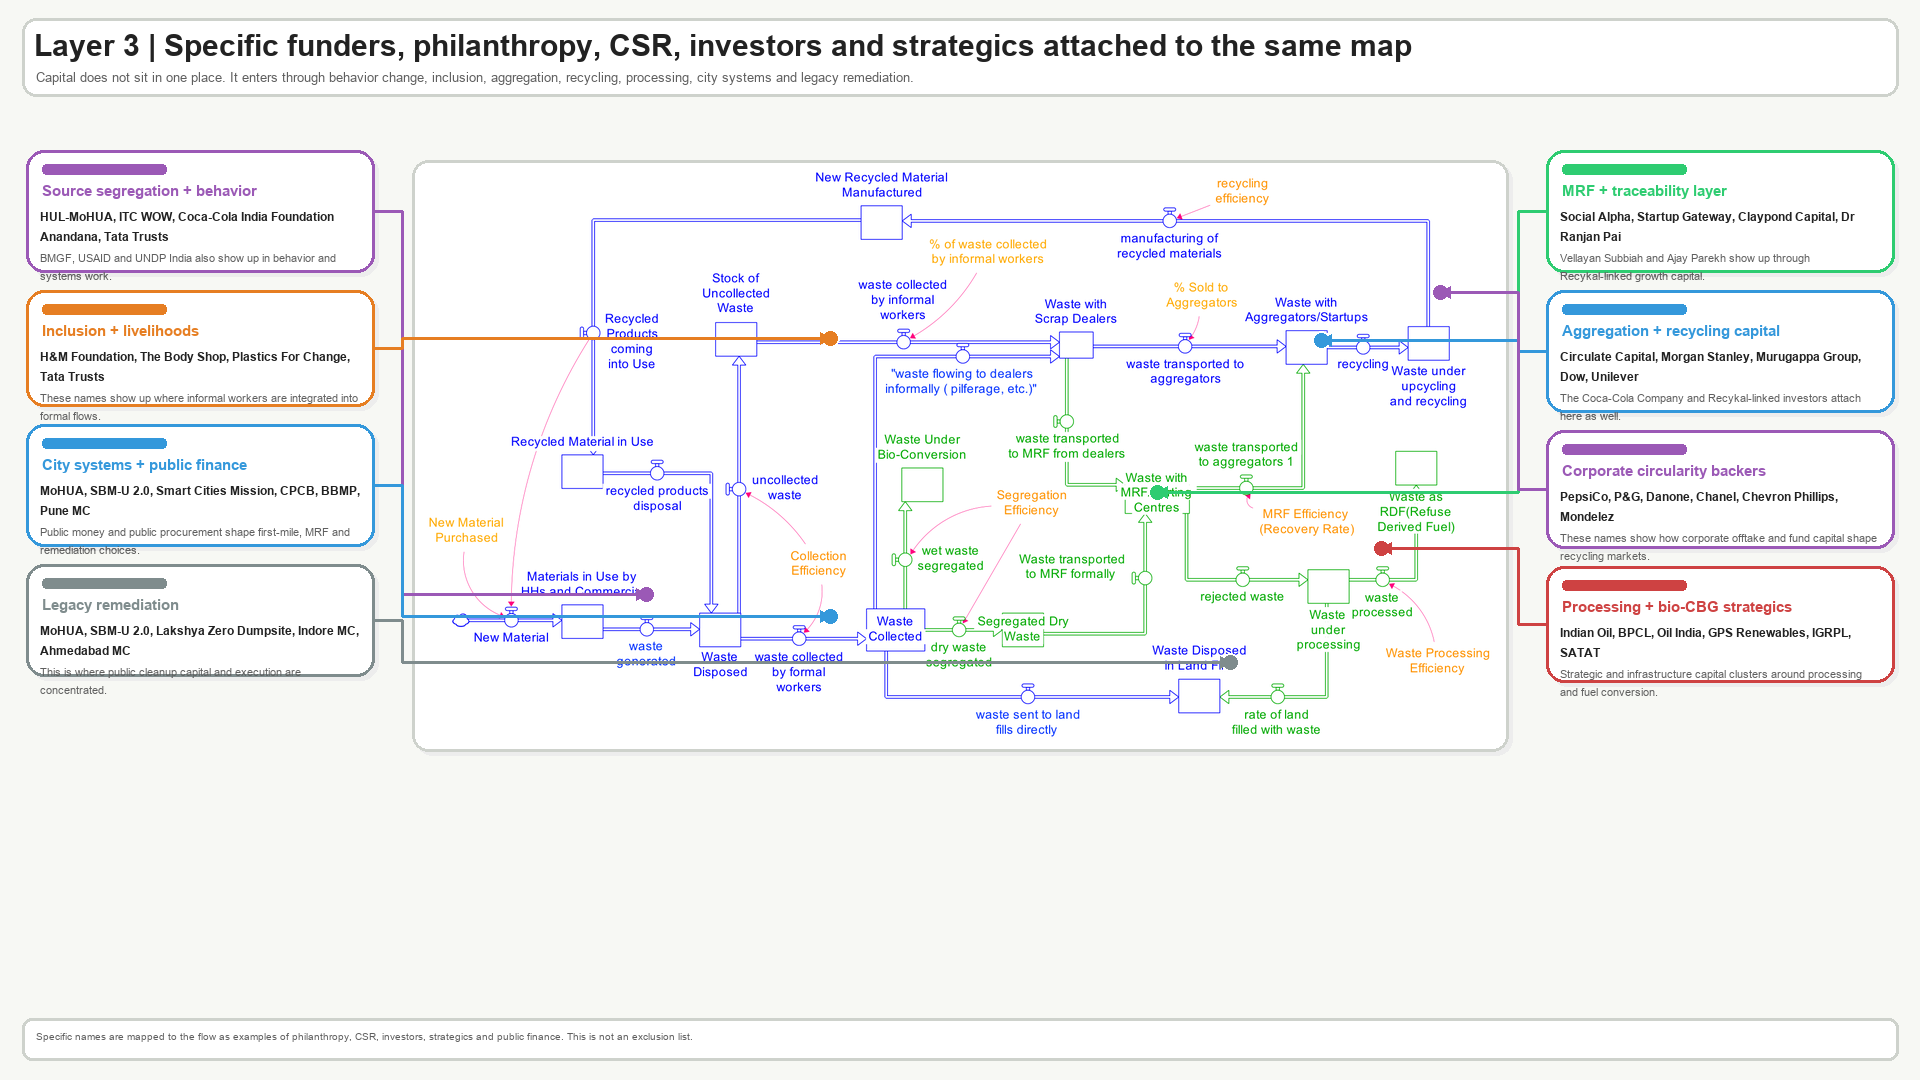 Layer 3 | Specific funders, philanthropy, CSR, investors and strategics attached to the same map
Capital does not sit in one place. It enters through behavior change, inclusion, aggregation, recycling, processing, city systems and legacy remediation.
Source segregation + behavior
HUL-MoHUA, ITC WOW, Coca-Cola India Foundation
Anandana, Tata Trusts
BMGF, USAID and UNDP India also show up in behavior and
systems work.
Inclusion + livelihoods
H&M Foundation, The Body Shop, Plastics For Change,
Tata Trusts
These names show up where informal workers are integrated into
formal flows.
City systems + public finance
MoHUA, SBM-U 2.0, Smart Cities Mission, CPCB, BBMP,
Pune MC
Public money and public procurement shape first-mile, MRF and
remediation choices.
Legacy remediation
MoHUA, SBM-U 2.0, Lakshya Zero Dumpsite, Indore MC,
Ahmedabad MC
This is where public cleanup capital and execution are
concentrated.
New Recycled Material
Manufactured
recycling
efficiency
manufacturing of
recycled materials
% of waste collected
by informal workers
Stock of
Uncollected
Waste
waste collected
by informal
workers
Waste with
Scrap Dealers
% Sold to
Aggregators
Waste with
Aggregators/Startups
Recycled
Products
coming
into Use
"waste flowing to dealers
informally ( pilferage, etc.)"
waste transported to
aggregators
recycling
Waste under
upcycling
and recycling
Recycled Material in Use
recycled products
disposal
uncollected
waste
Waste Under
Bio-Conversion
waste transported
to MRF from dealers
waste transported
to aggregators 1
Waste with
Centres
Waste as
RDF(Refuse
Derived Fuel)
New Material
Purchased
Segregation
Efficiency
MRF Efficiency
(Recovery Rate)
Collection
Efficiency
wet waste
segregated
Waste transported
to MRF formally
Materials in Use by
HHs and
rejected waste
waste
processed
New Material
waste
generated
Waste
Disposed
waste collected
by formal
workers
Waste
Collected
dry waste
segregated
Segregated Dry
Waste
Waste
under
processing
Waste Processing
Efficiency
Waste Disposed
in Land
waste sent to land
fills directly
rate of land
filled with waste
MRF + traceability layer
Social Alpha, Startup Gateway, Claypond Capital, Dr
Ranjan Pai
Vellayan Subbiah and Ajay Parekh show up through
Recykal-linked growth capital.
Aggregation + recycling capital
Circulate Capital, Morgan Stanley, Murugappa Group,
Dow, Unilever
The Coca-Cola Company and Recykal-linked investors attach
here as well.
Corporate circularity backers
PepsiCo, P&G, Danone, Chanel, Chevron Phillips,
Mondelez
These names show how corporate offtake and fund capital shape
recycling markets.
Processing + bio-CBG strategics
Indian Oil, BPCL, Oil India, GPS Renewables, IGRPL,
SATAT
Strategic and infrastructure capital clusters around processing
and fuel conversion.
Specific names are mapped to the flow as examples of philanthropy, CSR, investors, strategics and public finance. This is not an exclusion list.